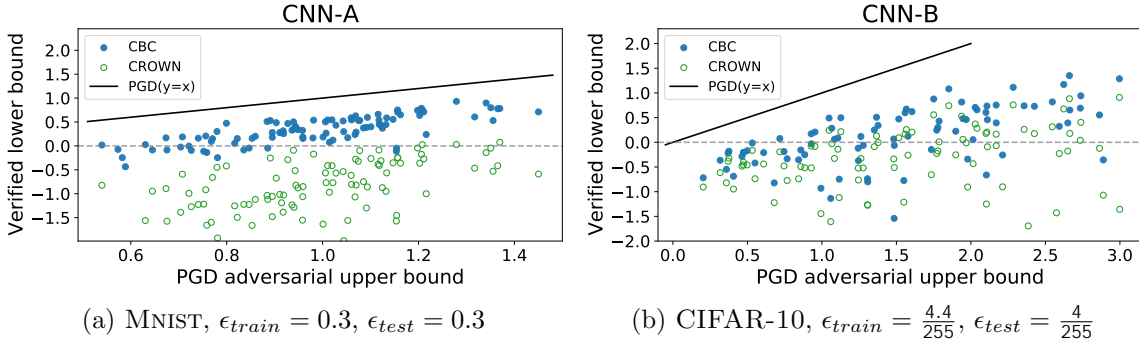 CNN-A
CBC
CROWN
PGD(y=x)
Verified lower bound
2.0
1.5
1.0
0.5
0.0
−0.5
−1.0
−1.5
0.6 0.8 1.0 1.2 1.4
PGD adversarial upper bound
(a) MNIST, ϵ_train = 0.3, ϵ_test = 0.3
CNN-B
CBC
CROWN
PGD(y=x)
Verified lower bound
2.0
1.5
1.0
0.5
0.0
−0.5
−1.0
−1.5
−2.0
0.0 0.5 1.0 1.5 2.0 2.5 3.0
PGD adversarial upper bound
(b) CIFAR-10, ϵ_train = 4.4/255, ϵ_test = 4/255